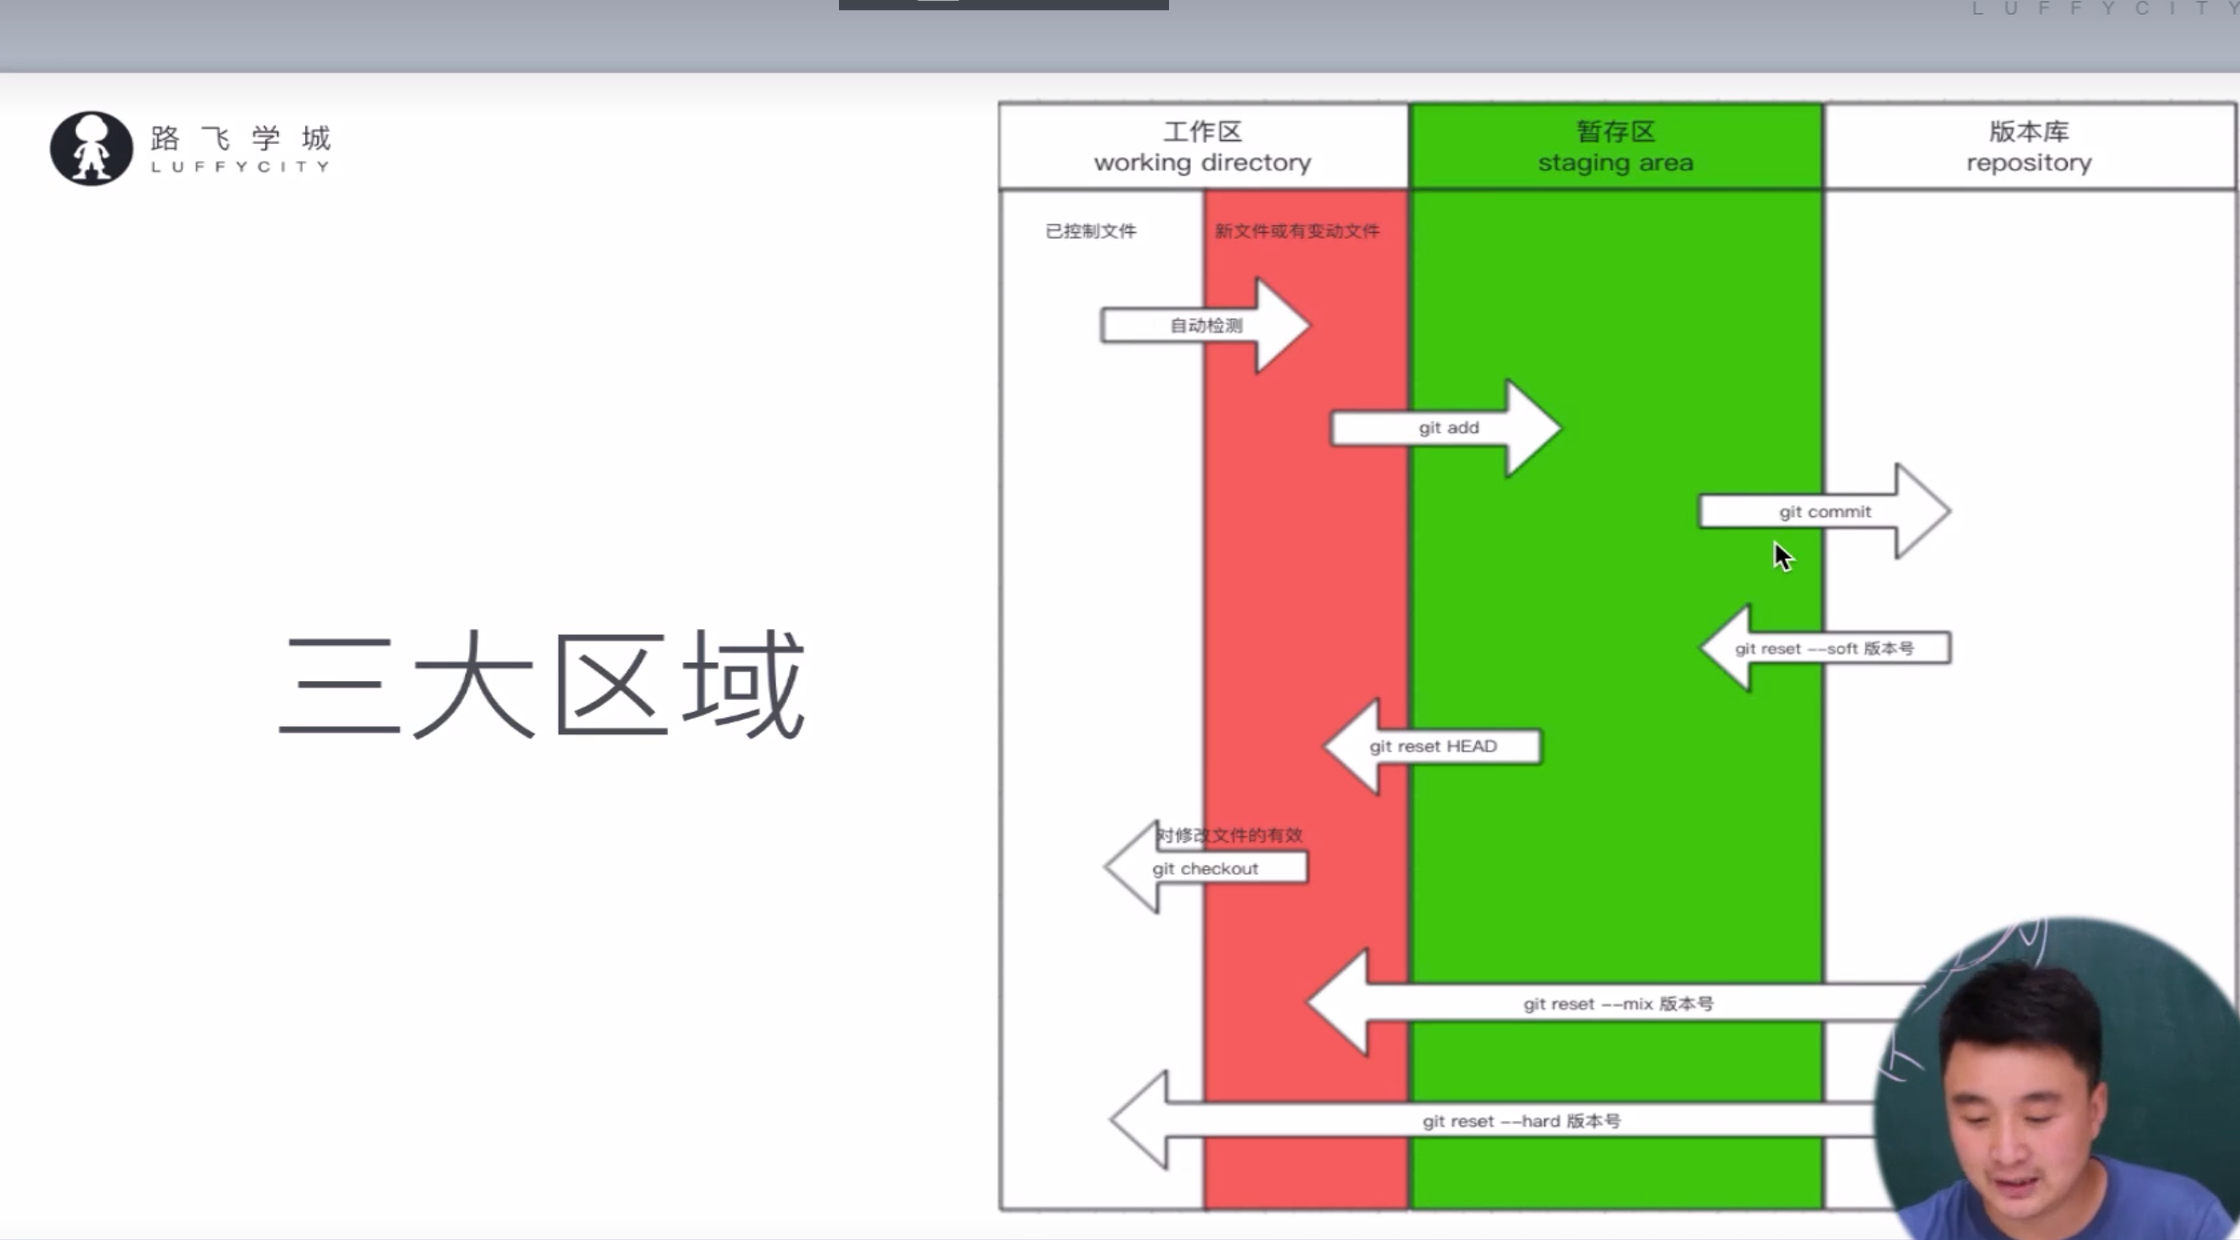 LUFFYCITY
路飞学城
LUFFYCITY
三大区域
工作区
working directory
暂存区
staging area
版本库
repository
已控制文件
新文件或有变动文件
自动检测
git add
git commit
git reset --soft 版本号
git reset HEAD
对修改文件的有效
git checkout
git reset --mix 版本号
git reset --hard 版本号